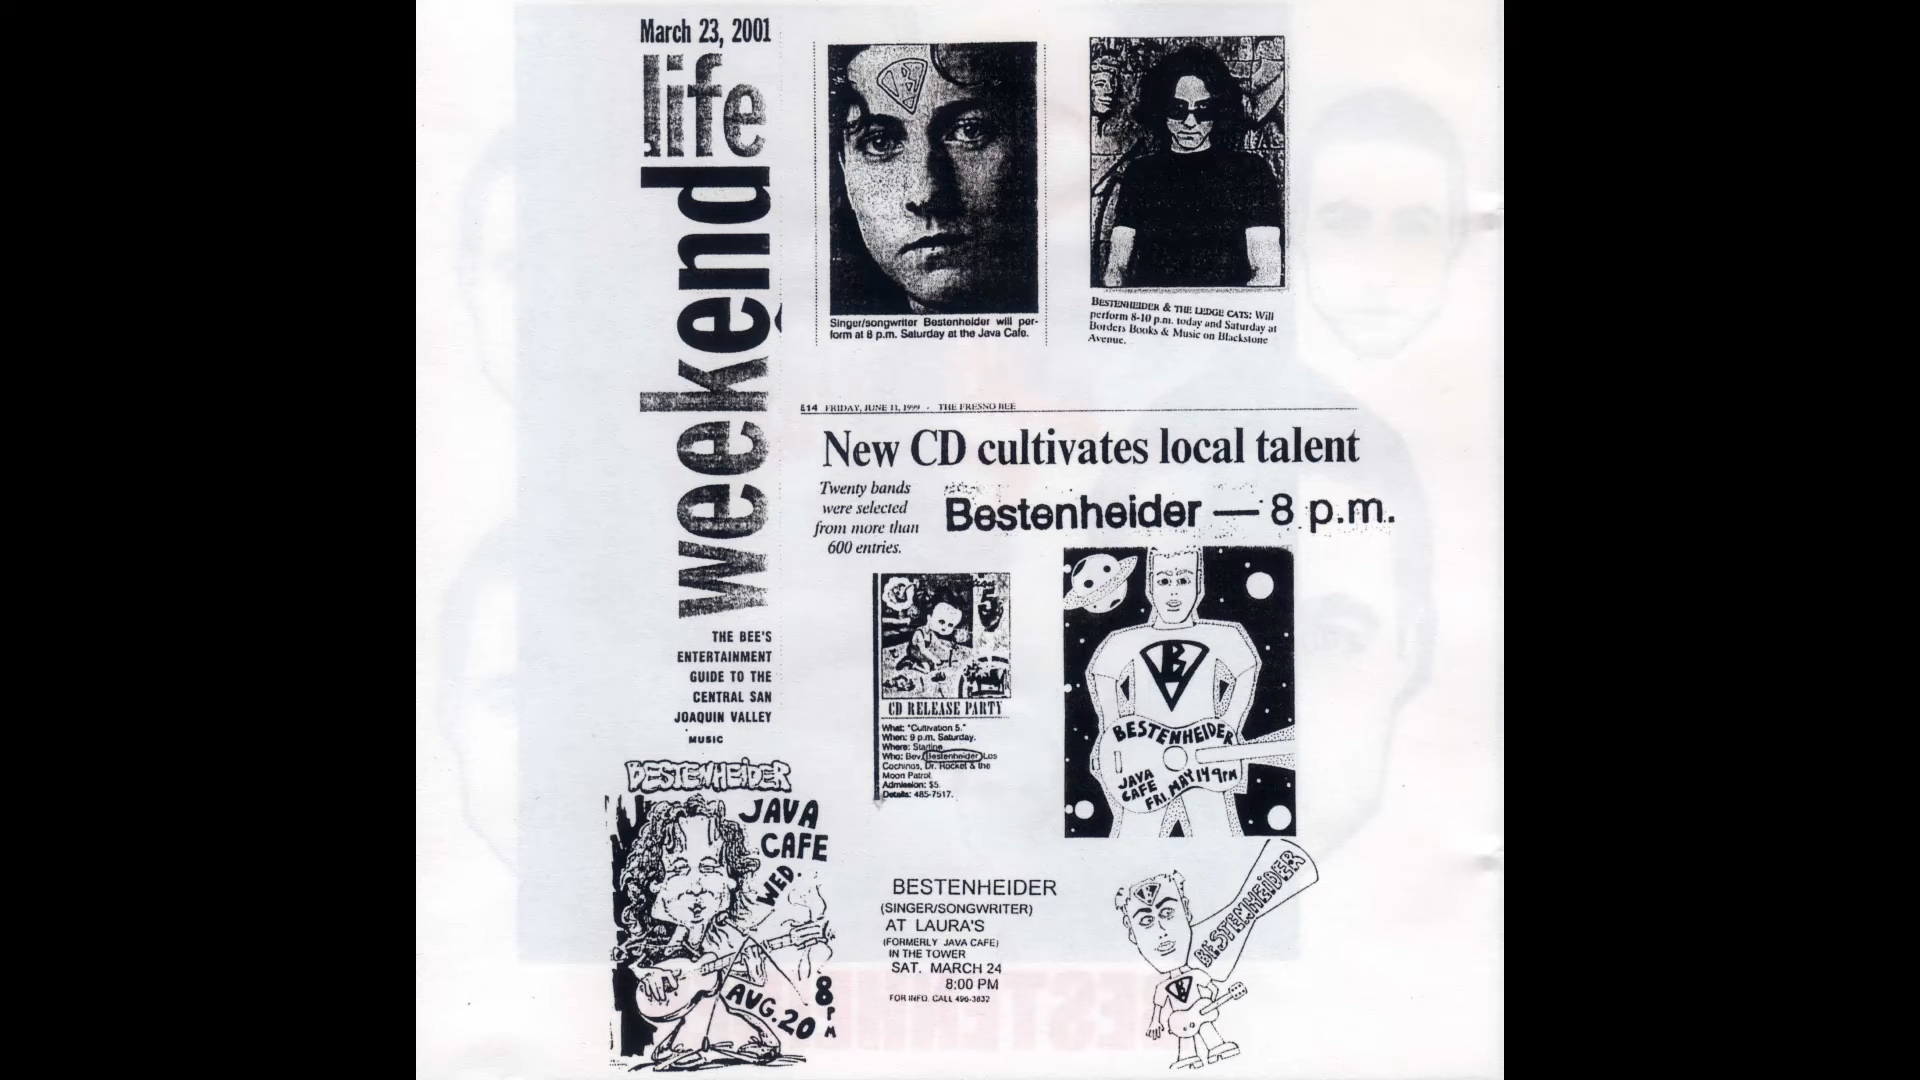 March 23, 2001
weekend life
THE BEE'S
ENTERTAINMENT
GUIDE TO THE
CENTRAL SAN
JOAQUIN VALLEY
MUSIC
B
Singer/songwriter Bestenheider will per-
form at 8 p.m. Saturday at the Java Cafe.
BESTENHEIDER & THE LEDGE CATS: Will
perform 8-10 p.m. today and Saturday at
Borders Books & Music on Blackstone
Avenue.
E14 FRIDAY, JUNE 11, 1999 · THE FRESNO BEE
New CD cultivates local talent
Twenty bands
were selected
from more than
600 entries.
Bestenheider — 8 p.m.
5
CD RELEASE PARTY
What: "Cultivation 5."
When: 9 p.m. Saturday.
Where: Starline
Who: Bev, Bestenheider, Los
Cochinos, Dr. Rocket & the
Moon Patrol.
Admission: $5.
Details: 485-7517.
B
BESTENHEIDER
JAVA
CAFE
FRI. MAY 14 9PM
BESTENHEIDER
JAVA
CAFE
WED.
AUG. 20
8
PM
BESTENHEIDER
(SINGER/SONGWRITER)
AT LAURA'S
(FORMERLY JAVA CAFE)
IN THE TOWER
SAT. MARCH 24
8:00 PM
FOR INFO. CALL 496-3832
BESTENHEIDER
B
B